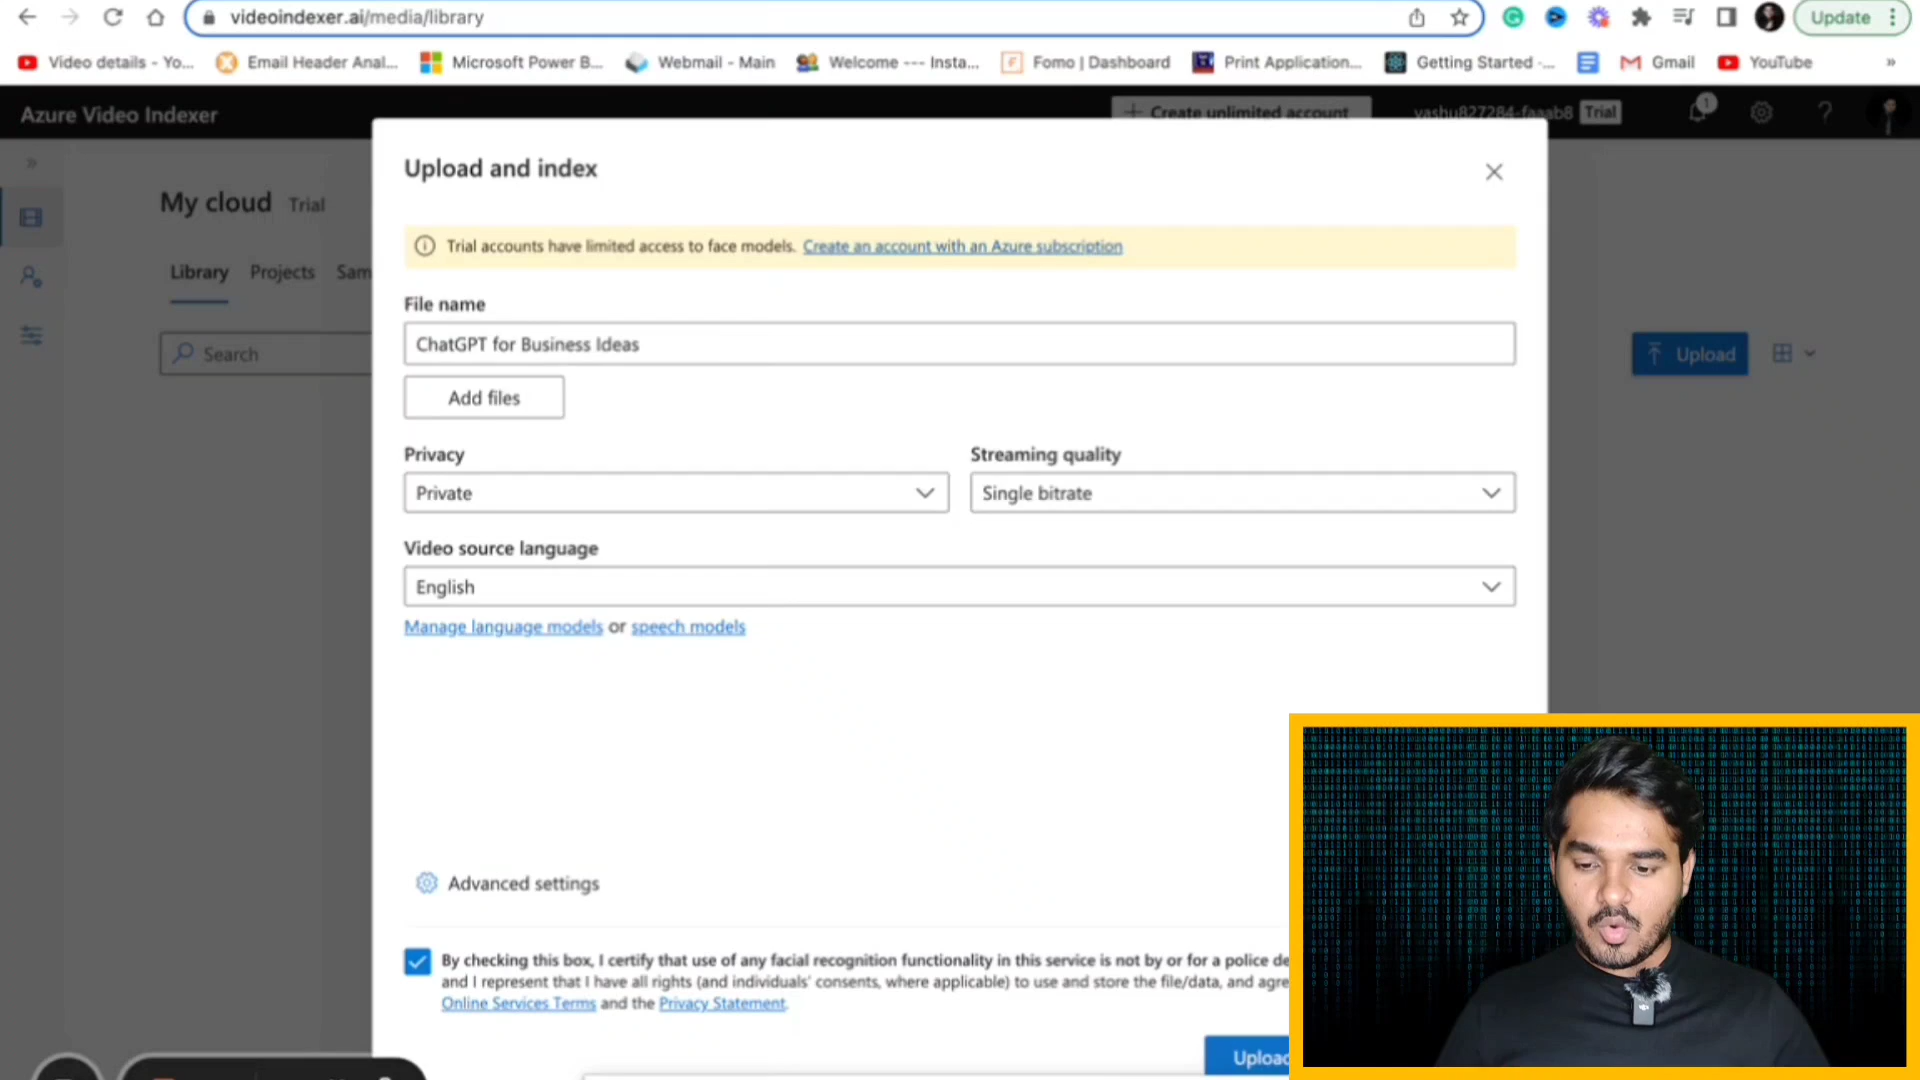 videoindexer.ai/media/library
Update
Video details - Yo...
Email Header Anal...
Microsoft Power B...
Webmail - Main
Welcome --- Insta...
Fomo | Dashboard
Print Application...
Getting Started -...
Gmail
YouTube
»
Azure Video Indexer
Create unlimited account
vashu827284-faaab8
Trial
1
Upload and index
My cloud Trial
Trial accounts have limited access to face models. Create an account with an Azure subscription
Library
Projects
Sam
File name
ChatGPT for Business Ideas
Search
Upload
Add files
Privacy
Streaming quality
Private
Single bitrate
Video source language
English
Manage language models or speech models
Advanced settings
By checking this box, I certify that use of any facial recognition functionality in this service is not by or for a police de
and I represent that I have all rights (and individuals' consents, where applicable) to use and store the file/data, and agre
Online Services Terms and the Privacy Statement.
Upload